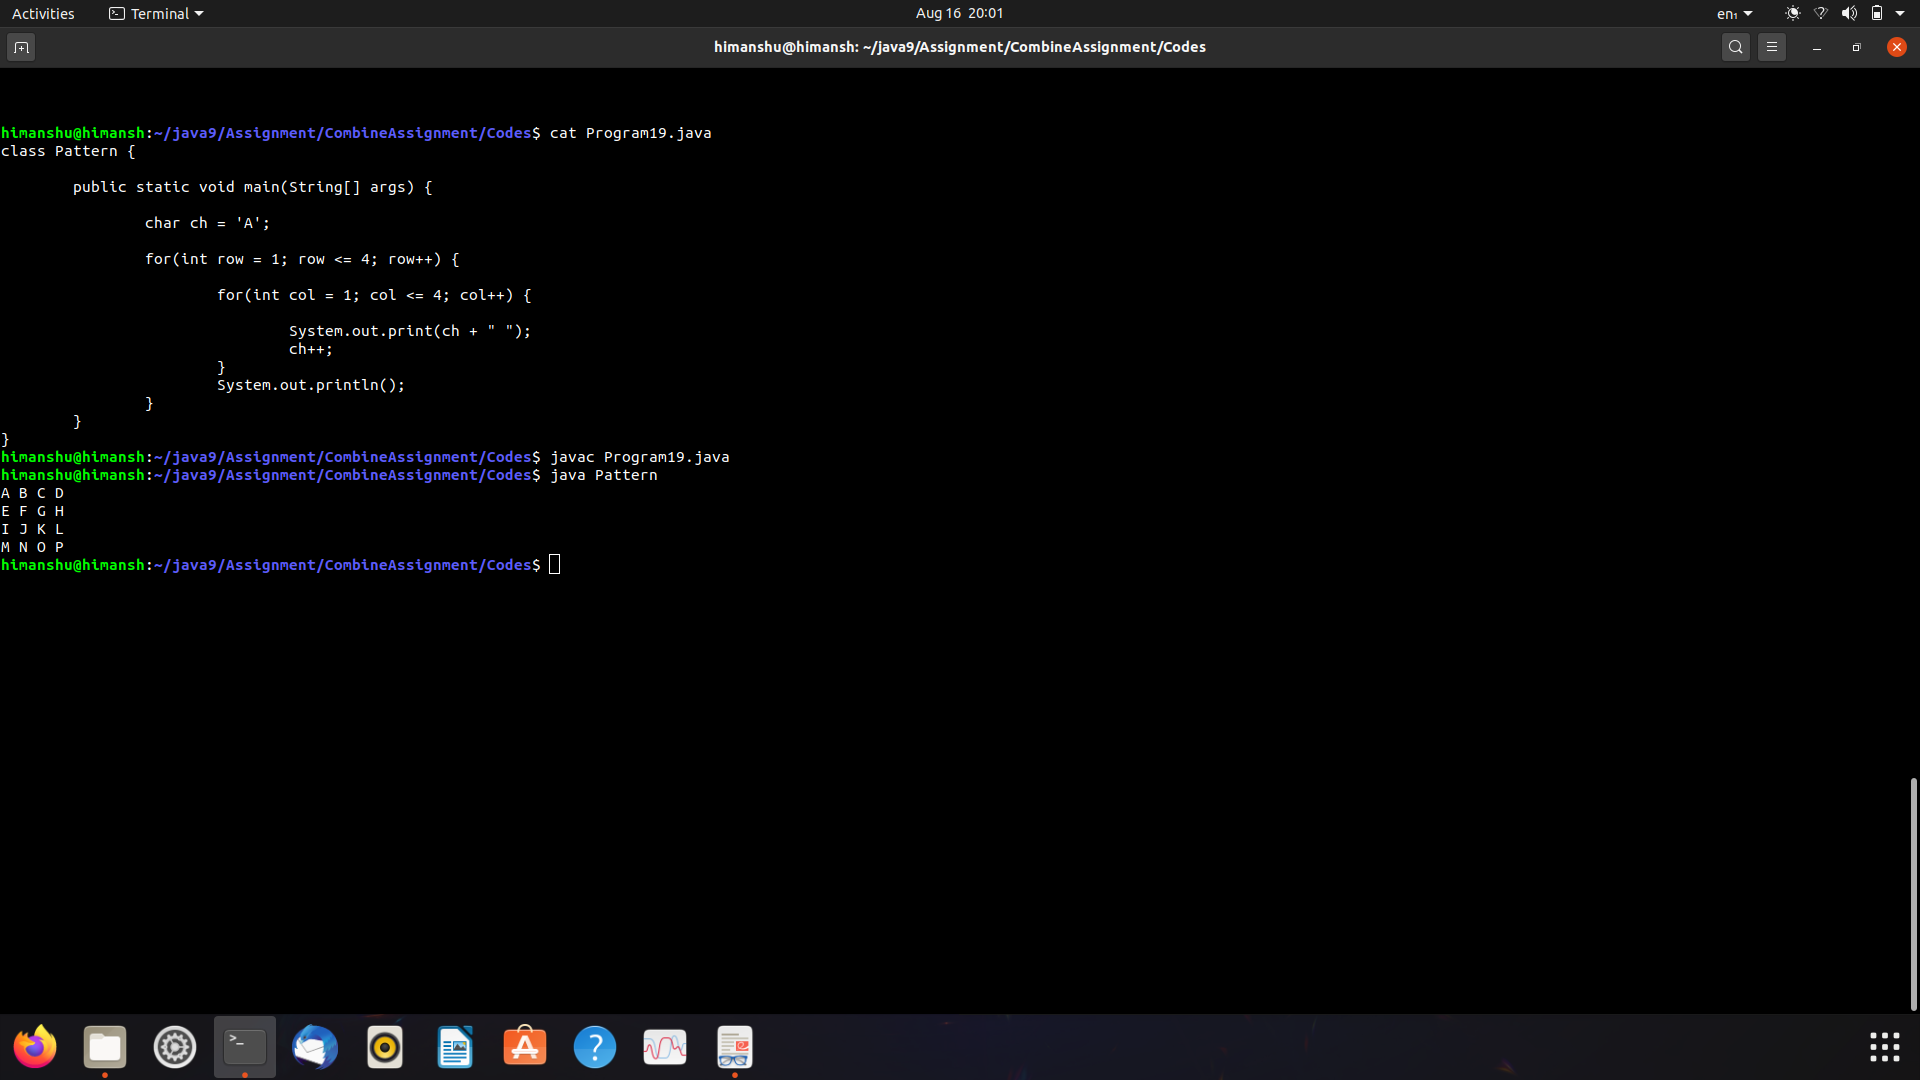 Activities Terminal Aug 16 20:01 en₁
himanshu@himansh: ~/java9/Assignment/CombineAssignment/Codes
himanshu@himansh:~/java9/Assignment/CombineAssignment/Codes$ cat Program19.java
class Pattern {

        public static void main(String[] args) {

                char ch = 'A';

                for(int row = 1; row <= 4; row++) {

                        for(int col = 1; col <= 4; col++) {

                                System.out.print(ch + " ");
                                ch++;
                        }
                        System.out.println();
                }
        }
}
himanshu@himansh:~/java9/Assignment/CombineAssignment/Codes$ javac Program19.java
himanshu@himansh:~/java9/Assignment/CombineAssignment/Codes$ java Pattern
A B C D
E F G H
I J K L
M N O P
himanshu@himansh:~/java9/Assignment/CombineAssignment/Codes$